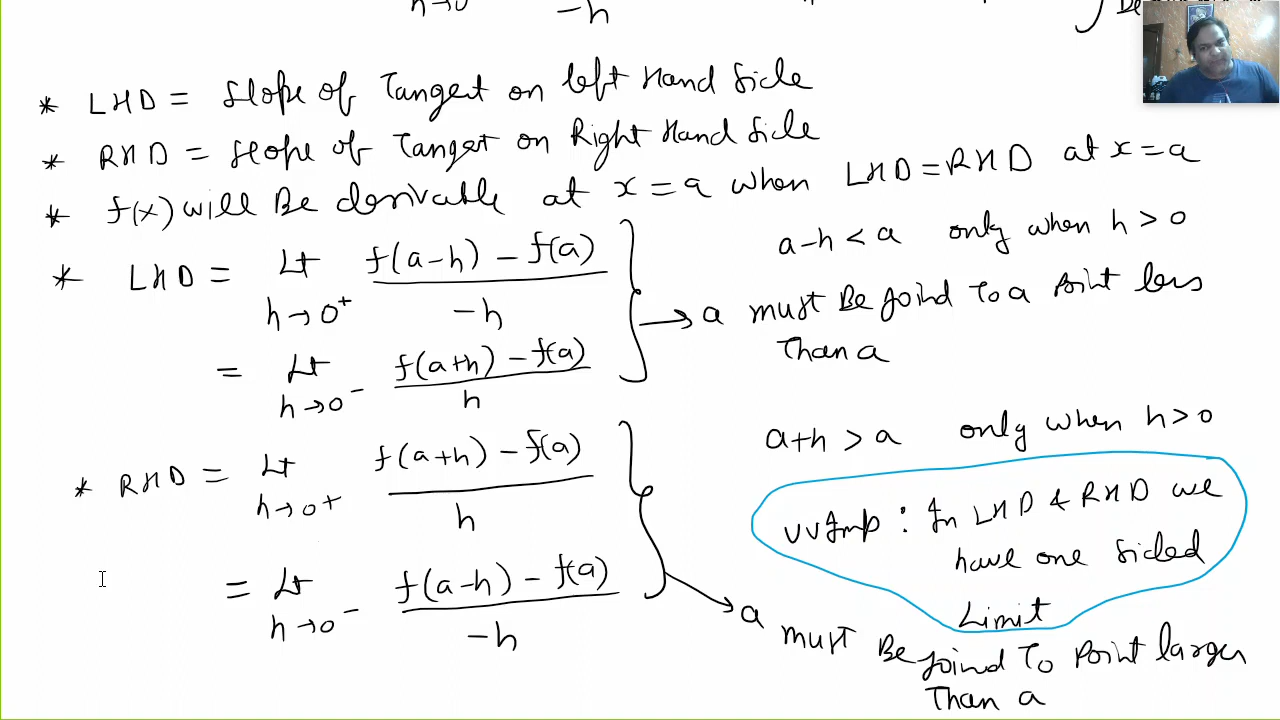 h→0
-h
* LHD = Slope of Tangent on left Hand Side
* RHD = Slope of Tangent on Right Hand Side
* f(x) will Be derivable at x = a when LHD = RHD at x = a
* LHD = Lt h→0⁺ f(a-h) - f(a) / -h
= Lt h→0⁻ f(a+h) - f(a) / h
a-h < a only when h > 0
→ a must Be joind To a Point less
Than a
* RHD = Lt h→0+ f(a+h) - f(a) / h
= Lt h→0⁻ f(a-h) - f(a) / -h
a+h > a only when h > 0
VVImp : In LHD & RHD we
have one sided
Limit
→ a must Be joind To Point larger
Than a